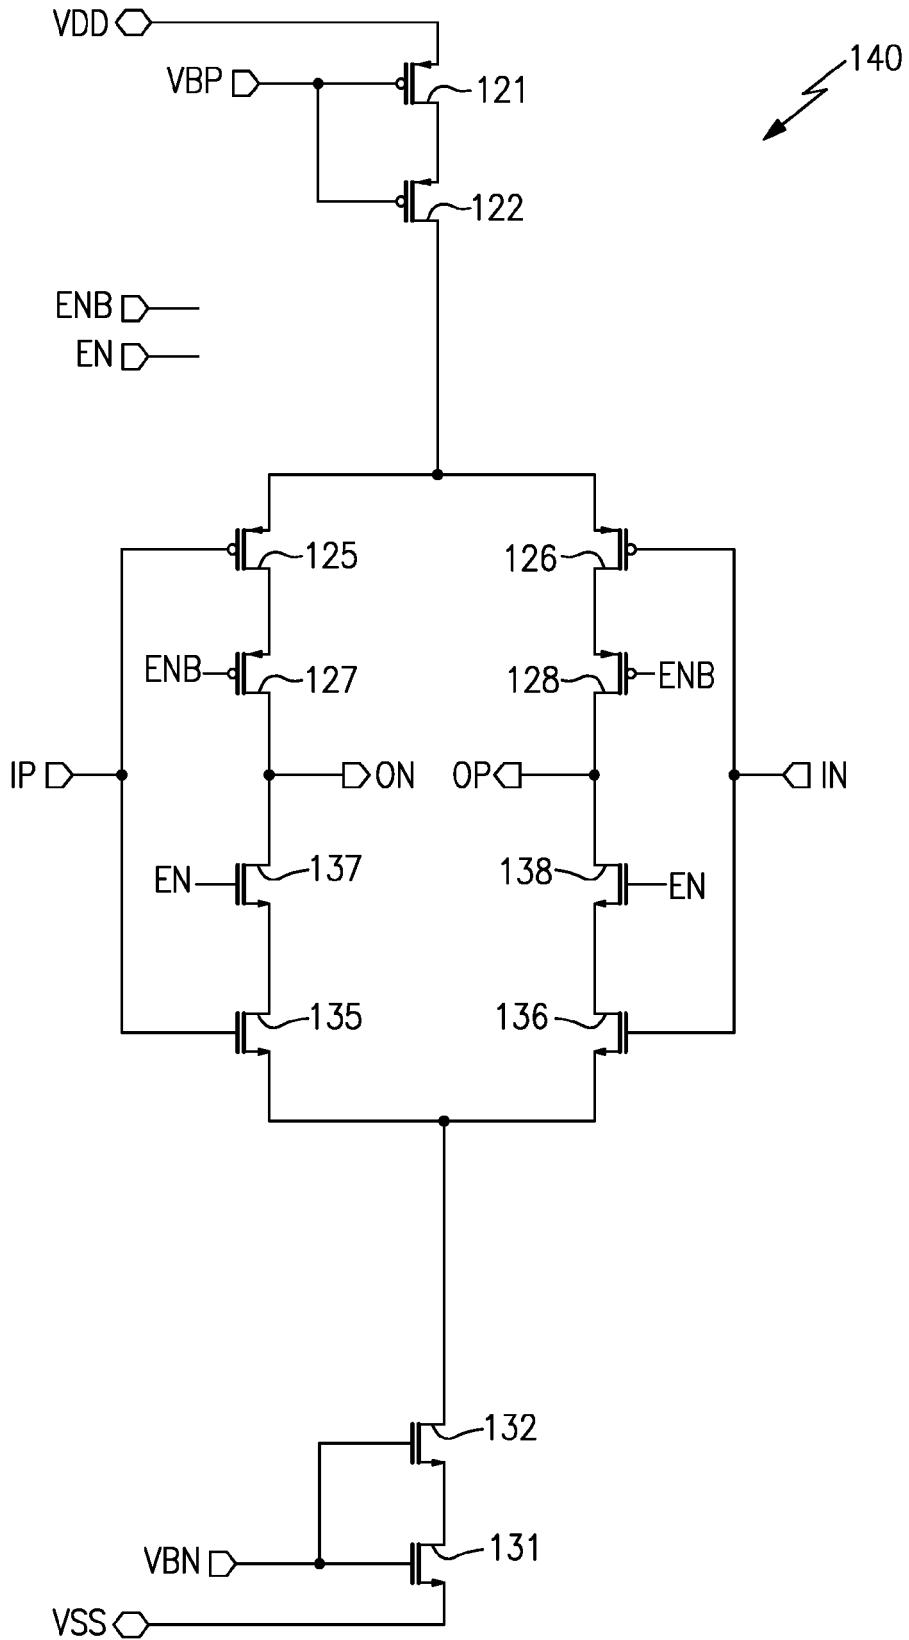 VDD
140
VBP
121
122
ENB
EN
125
126
ENB
127
128
ENB
IP
ON
OP
IN
EN
137
138
EN
135
136
132
VBN
131
VSS